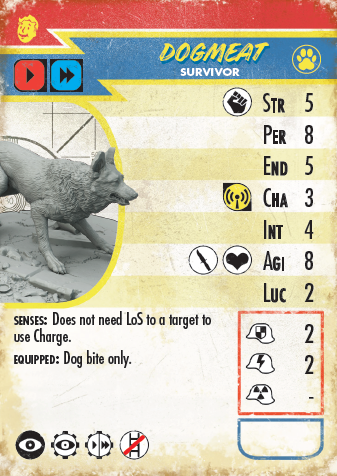 DOGMEAT
SURVIVOR
STR 5
PER 8
END 5
CHA 3
INT 4
AGI 8
LUC 2
SENSES: Does not need LoS to a target to
use Charge.
EQUIPPED: Dog bite only.
2
2
-